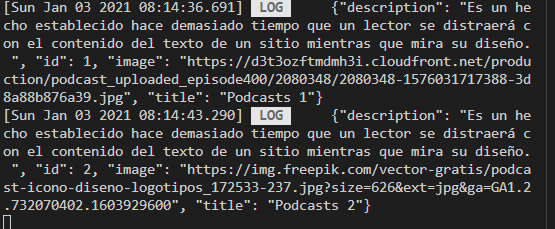 [Sun Jan 03 2021 08:14:36.691] LOG {"description": "Es un he
cho establecido hace demasiado tiempo que un lector se distraerá c
on el contenido del texto de un sitio mientras que mira su diseño.
", "id": 1, "image": "https://d3t3ozftmdmh3i.cloudfront.net/produ
ction/podcast_uploaded_episode400/2080348/2080348-1576031717388-3d
8a88b876a39.jpg", "title": "Podcasts 1"}
[Sun Jan 03 2021 08:14:43.290] LOG {"description": "Es un he
cho establecido hace demasiado tiempo que un lector se distraerá c
on el contenido del texto de un sitio mientras que mira su diseño.
", "id": 2, "image": "https://img.freepik.com/vector-gratis/podca
st-icono-diseno-logotipos_172533-237.jpg?size=626&ext=jpg&ga=GA1.2
.732070402.1603929600", "title": "Podcasts 2"}